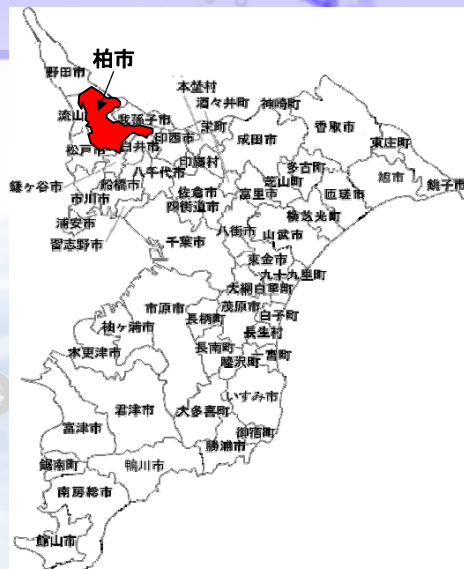 柏市
野田市
本埜村
酒々井町
神崎町
流山
我孫子市
印西市
栄町
成田市
香取市
東庄町
松戸市
白井市
印旛村
多古町
旭市
銚子市
鎌ヶ谷市
船橋市
八千代市
佐倉市
富里市
芝山町
匝瑳市
市川市
四街道市
横芝光町
浦安市
習志野市
千葉市
八街市
山武市
東金市
九十九里町
大網白里町
市原市
袖ヶ浦市
長柄町
茂原市
白子町
長生村
木更津市
長南町
一宮町
睦沢町
いすみ市
君津市
大多喜町
富津市
御宿町
勝浦市
鋸南町
鴨川市
南房総市
館山市